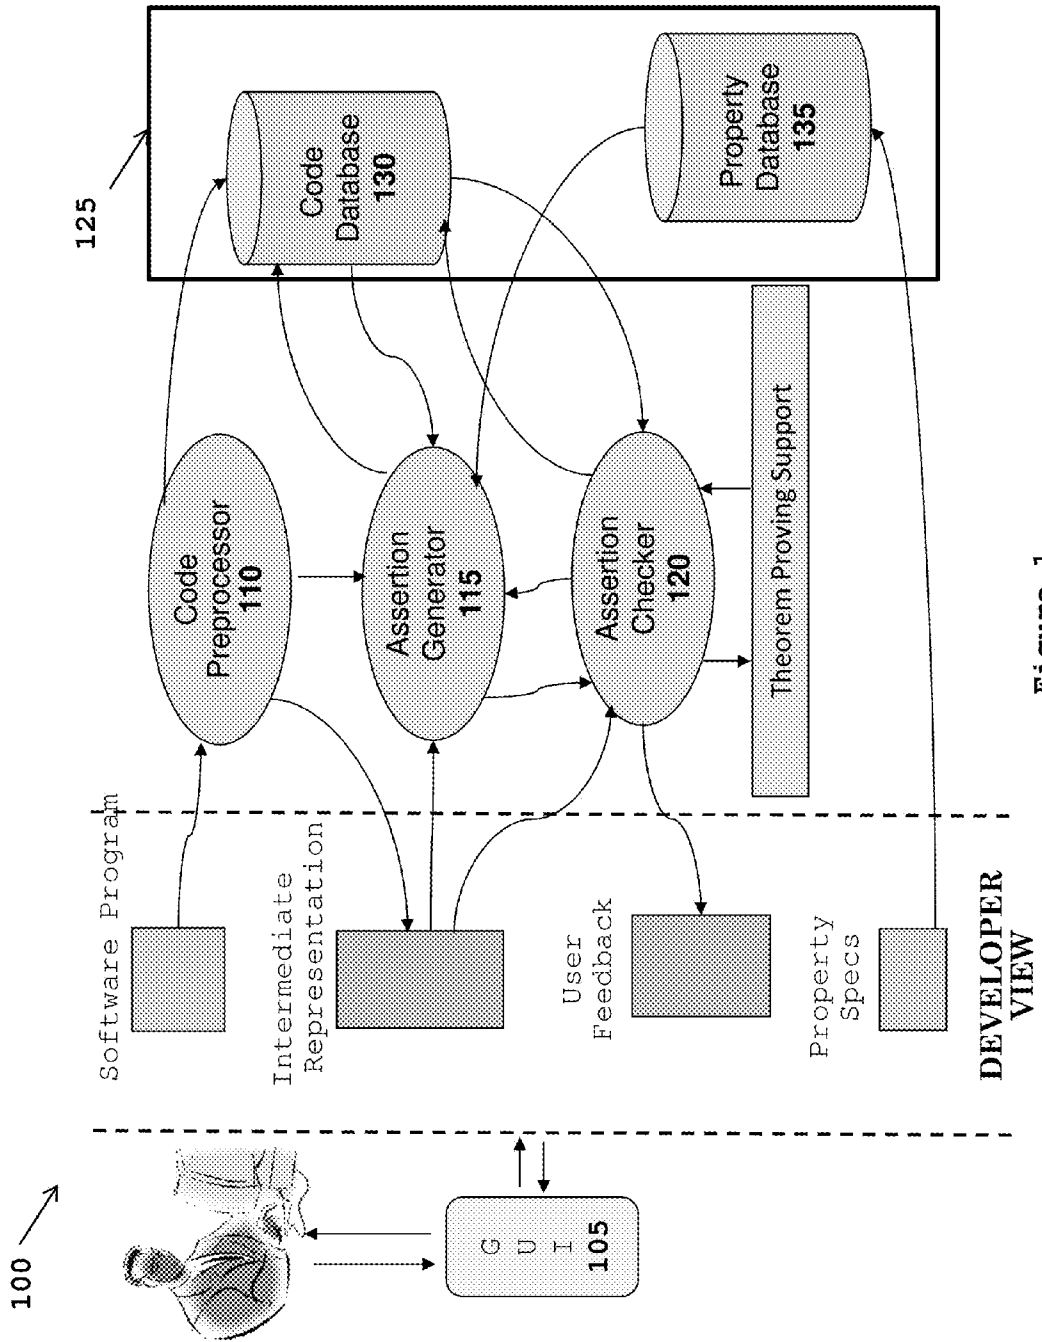 100
125
Software Program
Intermediate
Representation
User
Feedback
Property
Specs
DEVELOPER
VIEW
G
U
I
105
Code
Preprocessor
110
Assertion
Generator
115
Assertion
Checker
120
Theorem Proving Support
Code
Database
130
Property
Database
135
Figure 1